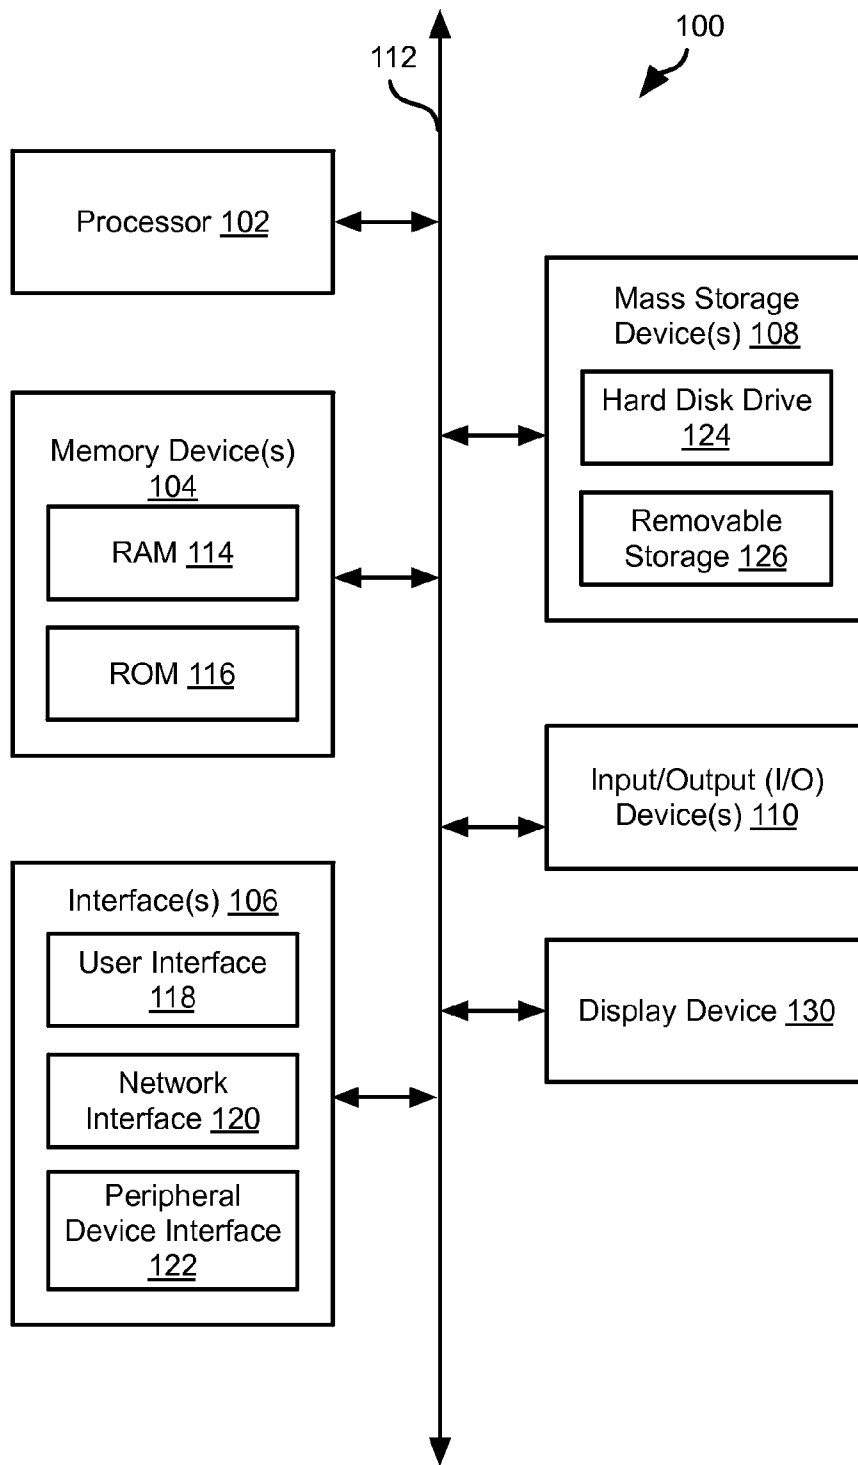 100
112
Processor 102
Mass Storage
Device(s) 108
Hard Disk Drive
124
Removable
Storage 126
Memory Device(s)
104
RAM 114
ROM 116
Input/Output (I/O)
Device(s) 110
Interface(s) 106
User Interface
118
Network
Interface 120
Peripheral
Device Interface
122
Display Device 130